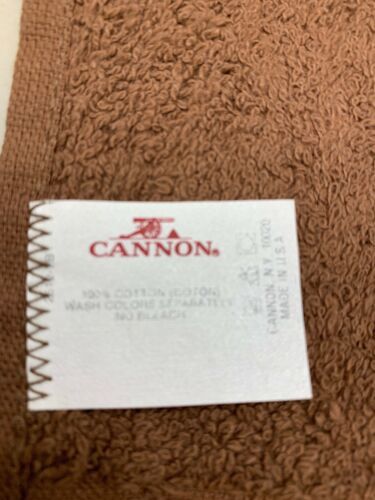 CANNON®
100% COTTON (COTON)
WASH COLORS SEPARATELY
NO BLEACH
CANNON N.Y. 10020
MADE IN U.S.A.